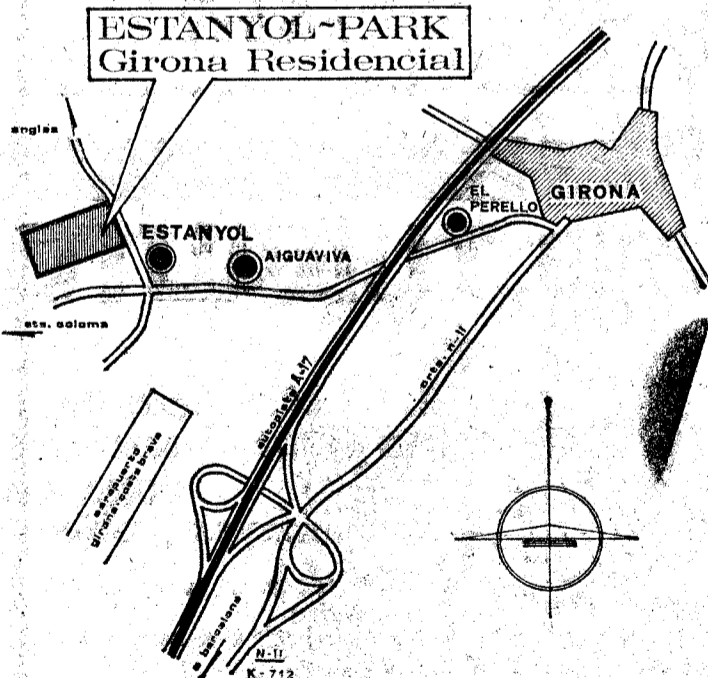 ESTANYOL~PARK
Girona Residencial
angles
EL
PERELLO
GIRONA
ESTANYOL
AIGUAVIVA
sta. coloma
autopista A-17
crta. n-II
aeropuerto
girona-costa brava
a barcelona
N-II
K-712